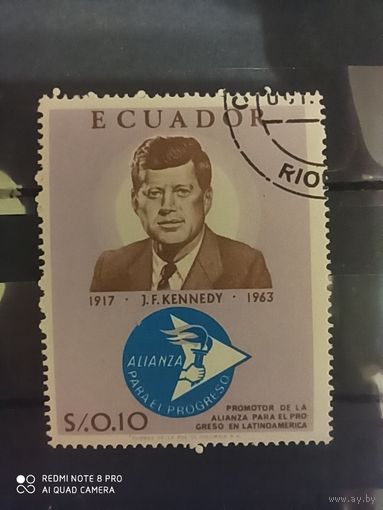 ECUADOR
OCT.
RIO
1917 · J.F. KENNEDY · 1963
ALIANZA
PARA EL PROGRESO
S/.0.10
PROMOTOR DE LA
ALIANZA PARA EL PRO
GRESO EN LATINOAMERICA
REDMI NOTE 8 PRO
AI QUAD CAMERA
www.ay.by